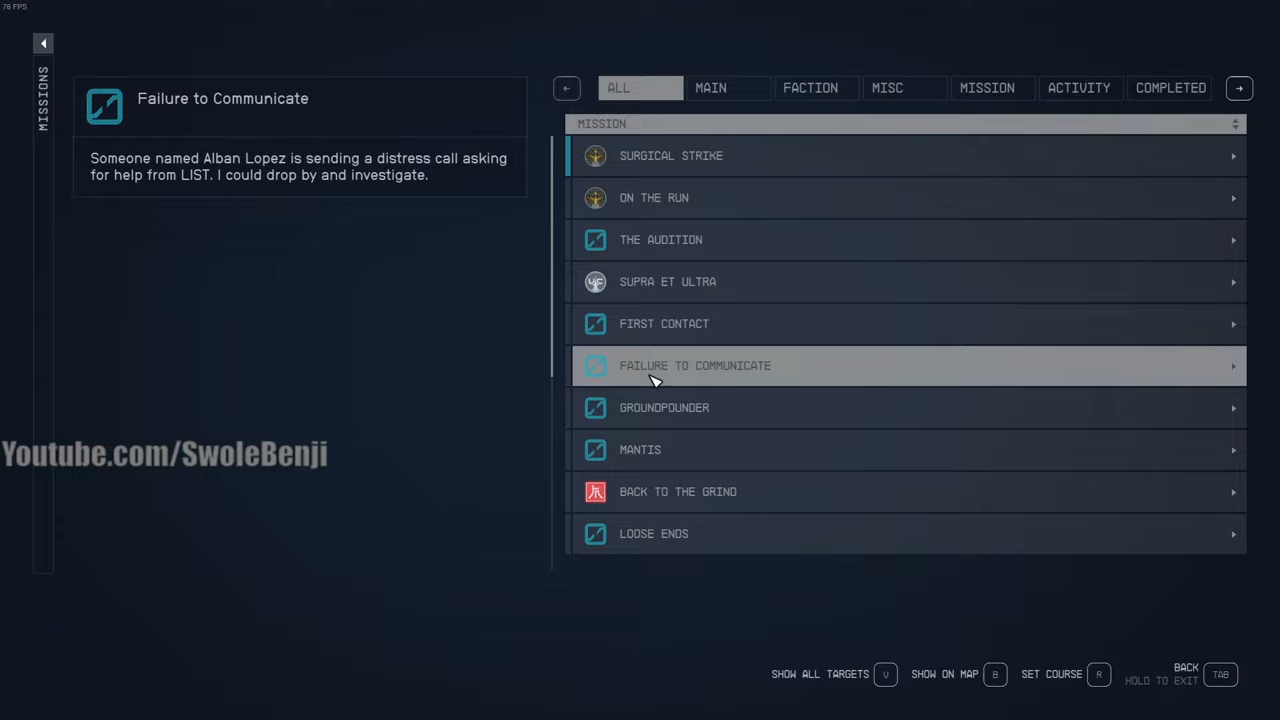 76 FPS
MISSIONS
Failure to Communicate
Someone named Alban Lopez is sending a distress call asking
for help from LIST. I could drop by and investigate.
ALL MAIN FACTION MISC MISSION ACTIVITY COMPLETED
MISSION
SURGICAL STRIKE
ON THE RUN
THE AUDITION
UC SUPRA ET ULTRA
FIRST CONTACT
FAILURE TO COMMUNICATE
GROUNDPOUNDER
MANTIS
BACK TO THE GRIND
LOOSE ENDS
Youtube.com/SwoleBenji
SHOW ALL TARGETS V SHOW ON MAP B SET COURSE R BACK TAB
HOLD TO EXIT